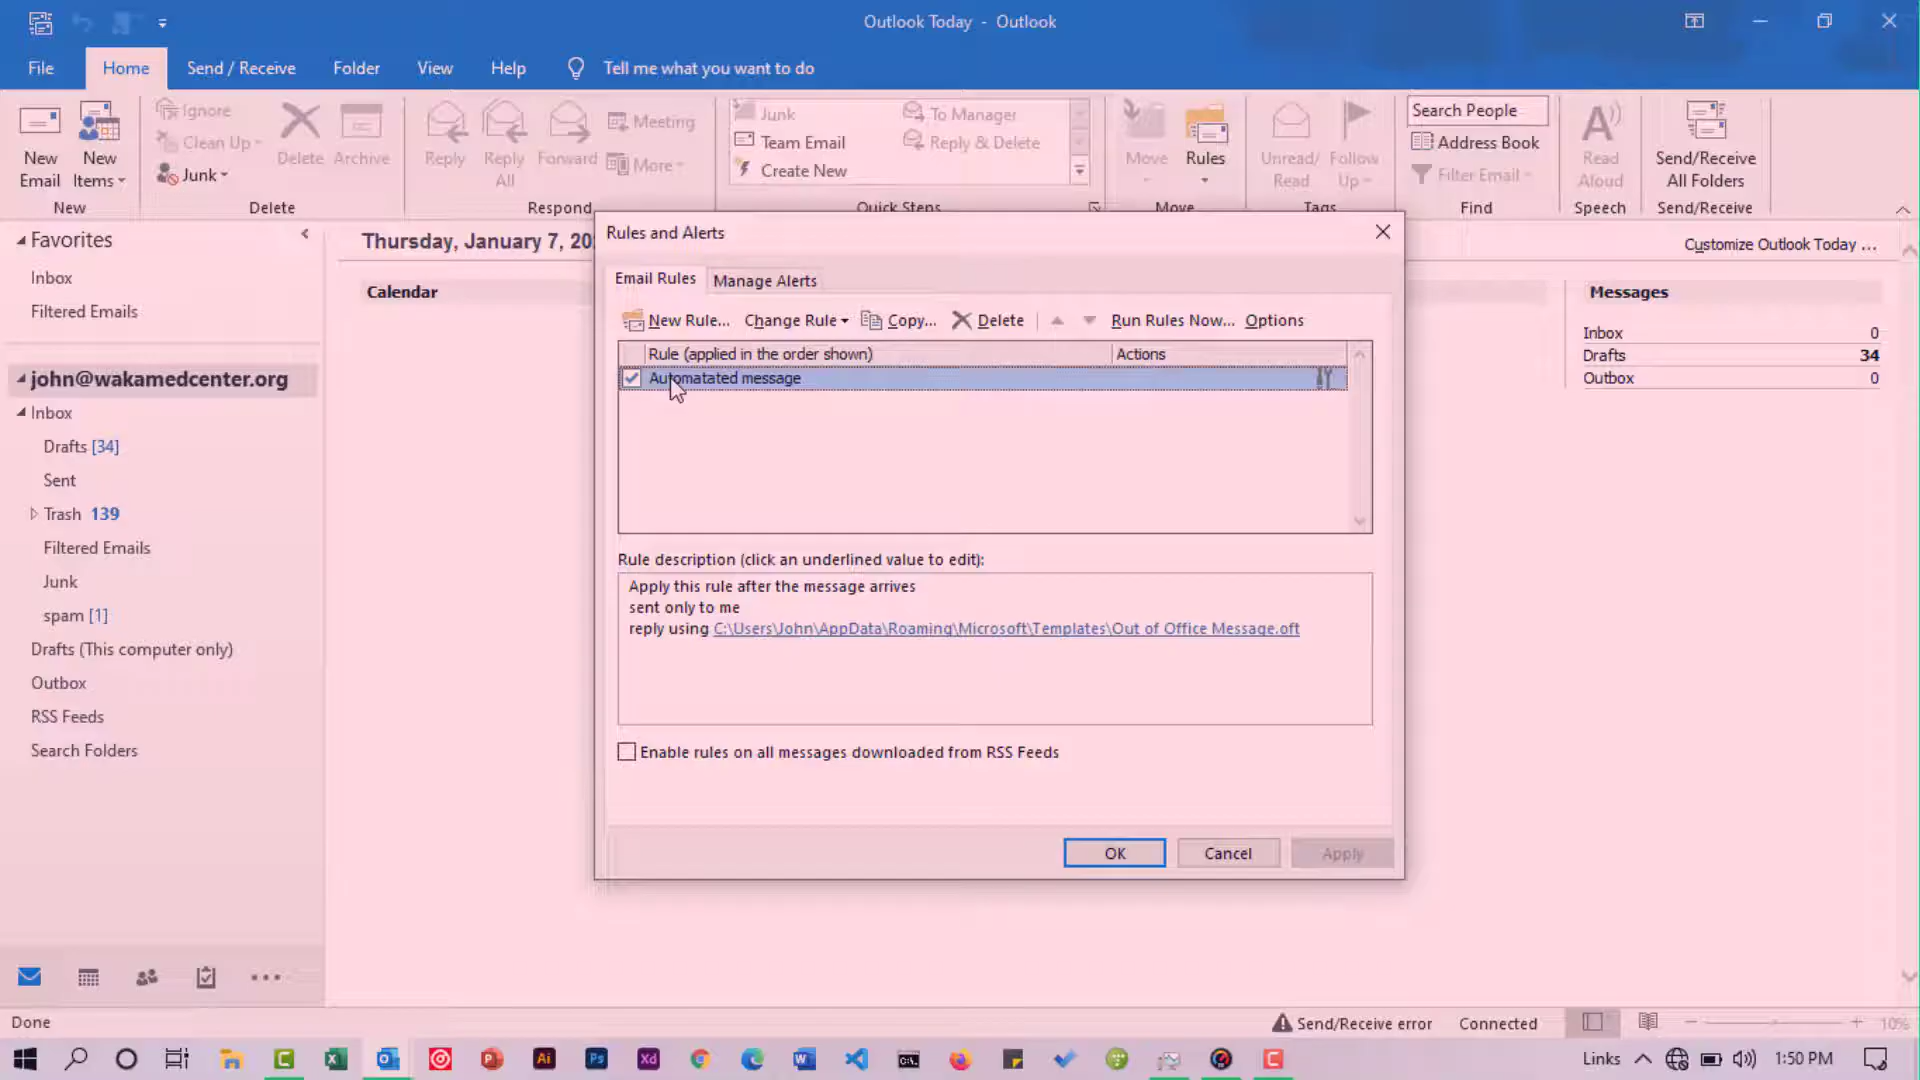 Outlook Today - Outlook
File Home Send / Receive Folder View Help Tell me what you want to do
New Email
New Items
New
Ignore
Clean Up
Junk
Delete
Archive
Delete
Reply
Reply All
Forward
Meeting
More
Respond
Junk
Team Email
Create New
To Manager
Reply & Delete
Quick Steps
Move
Rules
Move
Unread/ Read
Follow Up
Tags
Search People
Address Book
Filter Email
Find
Read Aloud
Speech
Send/Receive All Folders
Send/Receive
Favorites
Inbox
Filtered Emails
john@wakamedcenter.org
Inbox
Drafts [34]
Sent
Trash 139
Filtered Emails
Junk
spam [1]
Drafts (This computer only)
Outbox
RSS Feeds
Search Folders
Thursday, January 7, 20
Customize Outlook Today ...
Calendar
Messages
Inbox 0
Drafts 34
Outbox 0
Rules and Alerts
Email Rules Manage Alerts
New Rule... Change Rule Copy... Delete Run Rules Now... Options
Rule (applied in the order shown) Actions
Automatated message
Rule description (click an underlined value to edit):
Apply this rule after the message arrives
sent only to me
reply using C:\Users\John\AppData\Roaming\Microsoft\Templates\Out of Office Message.oft
Enable rules on all messages downloaded from RSS Feeds
OK Cancel Apply
Done
Send/Receive error Connected 10%
Ai Ps Xd
Links 1:50 PM